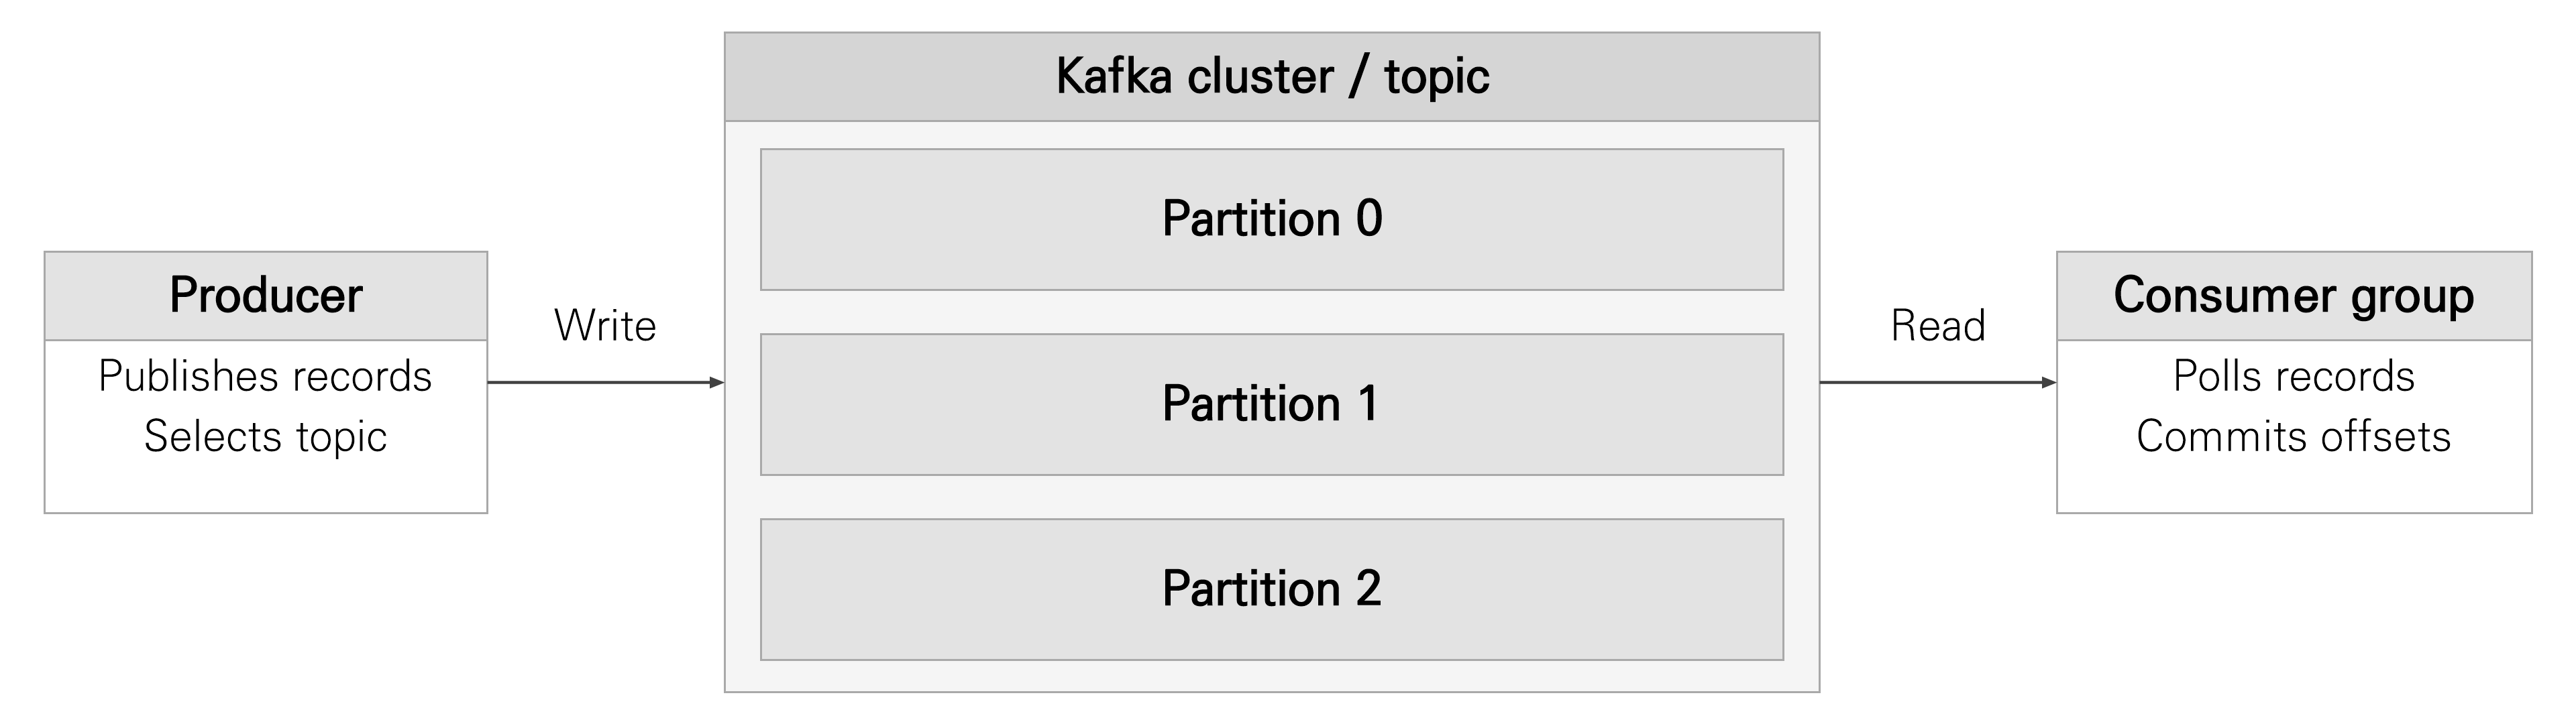 Producer
Publishes records
Selects topic
Write
Kafka cluster / topic
Partition 0
Partition 1
Partition 2
Read
Consumer group
Polls records
Commits offsets